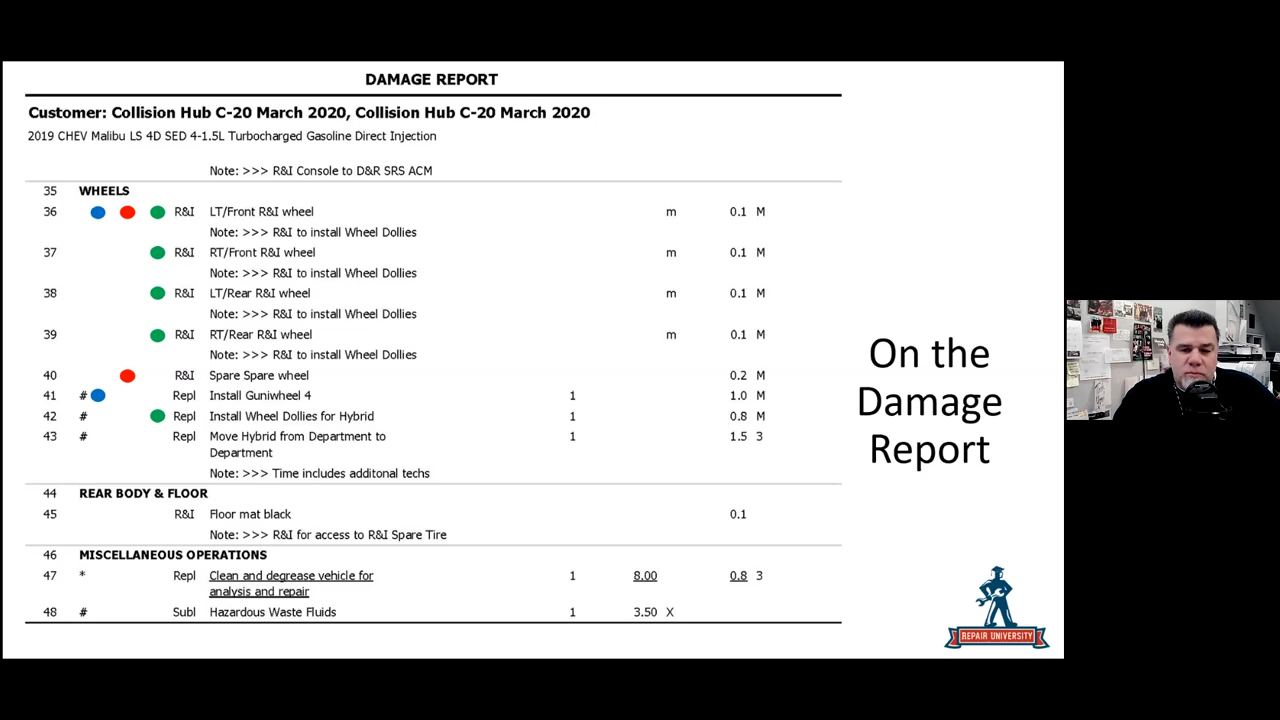 DAMAGE REPORT
Customer: Collision Hub C-20 March 2020, Collision Hub C-20 March 2020
2019 CHEV Malibu LS 4D SED 4-1.5L Turbocharged Gasoline Direct Injection
Note: >>> R&I Console to D&R SRS ACM
35 WHEELS
36 R&I LT/Front R&I wheel m 0.1 M
Note: >>> R&I to install Wheel Dollies
37 R&I RT/Front R&I wheel m 0.1 M
Note: >>> R&I to install Wheel Dollies
38 R&I LT/Rear R&I wheel m 0.1 M
Note: >>> R&I to install Wheel Dollies
39 R&I RT/Rear R&I wheel m 0.1 M
Note: >>> R&I to install Wheel Dollies
40 R&I Spare Spare wheel 0.2 M
41 # Repl Install Guniwheel 4 1 1.0 M
42 # Repl Install Wheel Dollies for Hybrid 1 0.8 M
43 # Repl Move Hybrid from Department to 1 1.5 3
Department
Note: >>> Time includes additonal techs
44 REAR BODY & FLOOR
45 R&I Floor mat black 0.1
Note: >>> R&I for access to R&I Spare Tire
46 MISCELLANEOUS OPERATIONS
47 * Repl Clean and degrease vehicle for 1 8.00 0.8 3
analysis and repair
48 # Subl Hazardous Waste Fluids 1 3.50 X
On the
Damage
Report
REPAIR UNIVERSITY